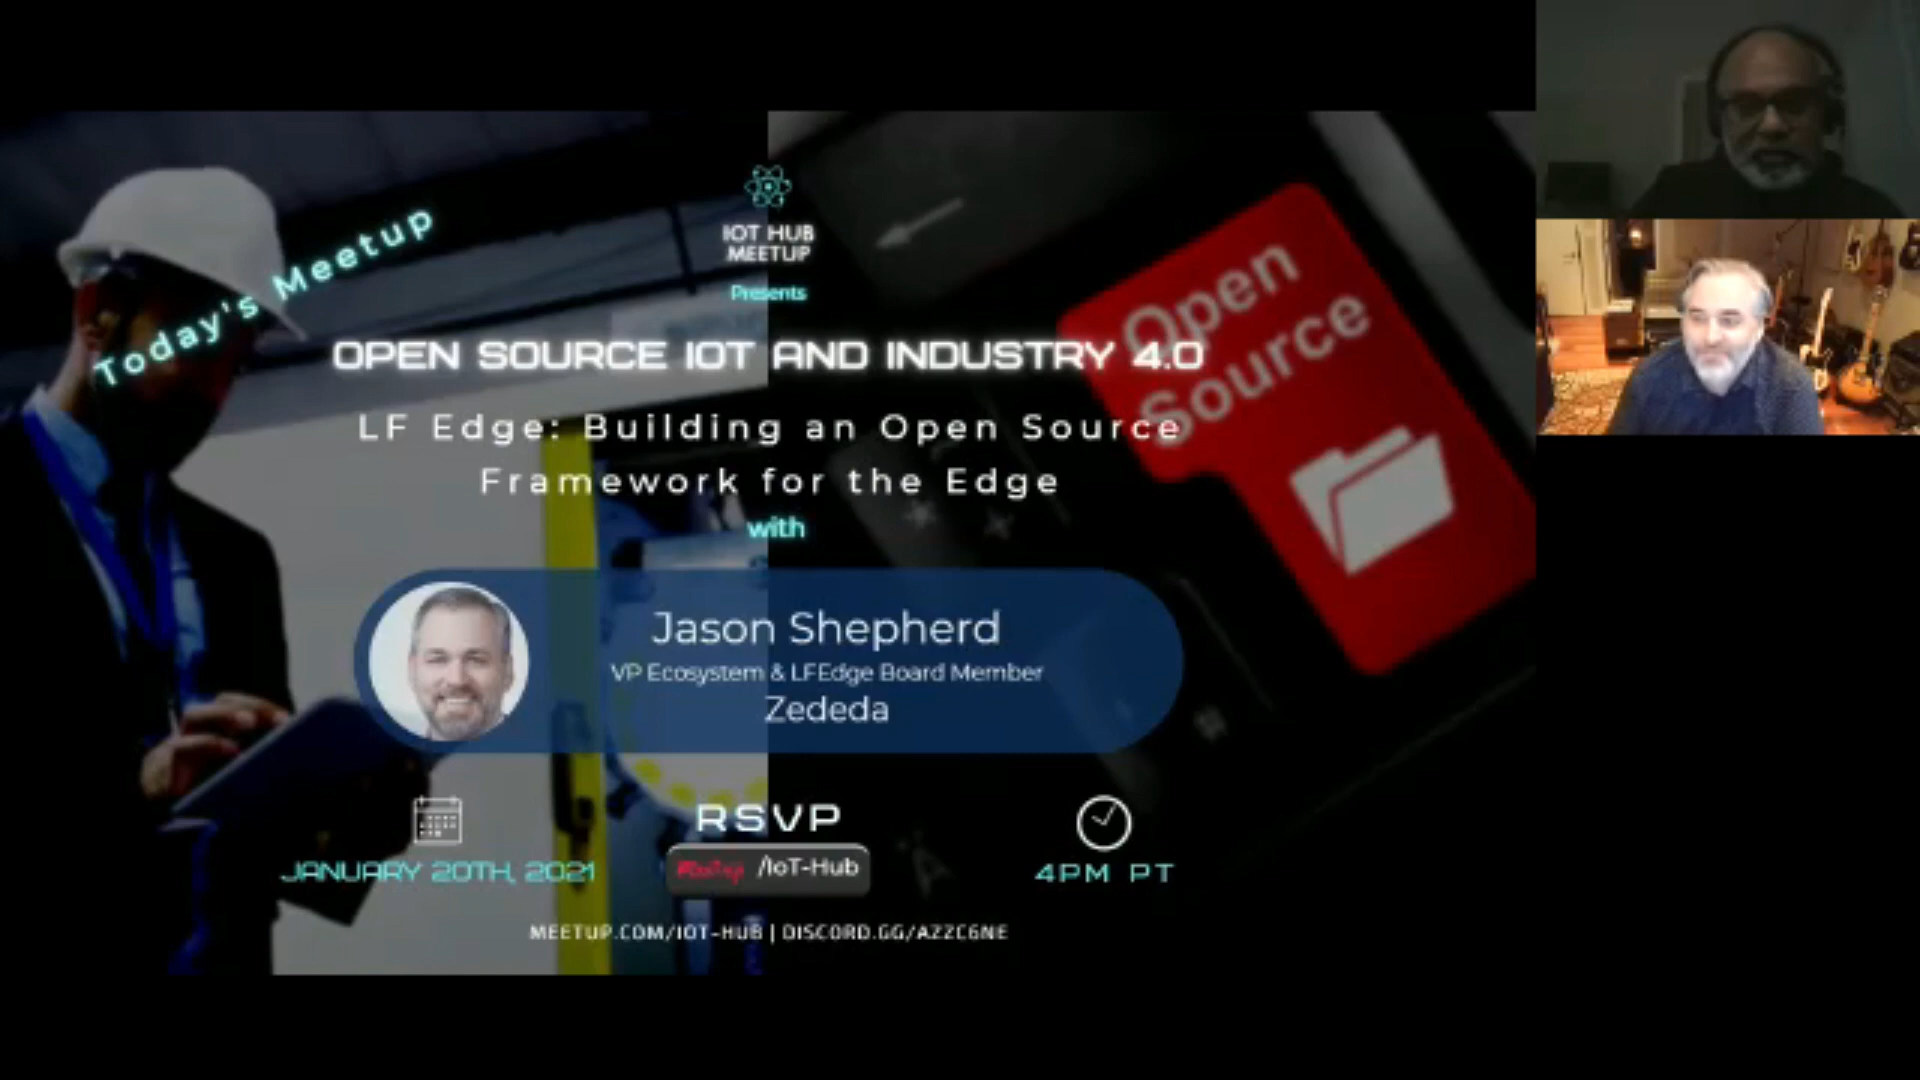 Today's Meetup
IOT HUB
MEETUP
Presents
OPEN SOURCE IOT AND INDUSTRY 4.0
LF Edge: Building an Open Source
Framework for the Edge
with
Open
Source
Jason Shepherd
VP Ecosystem & LFEdge Board Member
Zededa
RSVP
Meetup /IoT-Hub
JANUARY 20TH, 2021
4PM PT
MEETUP.COM/IOT-HUB | DISCORD.GG/AZZC6NE